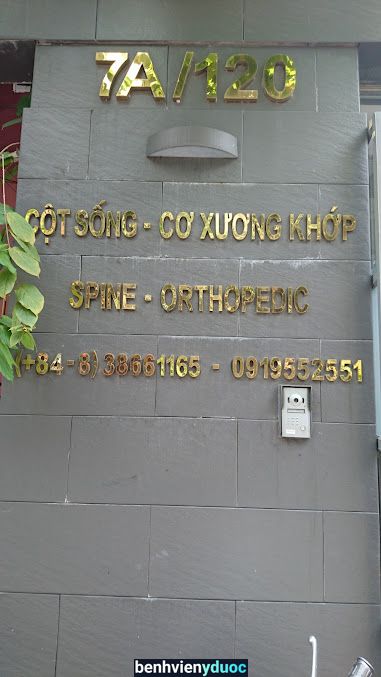 7A/120
CỘT SỐNG - CƠ XƯƠNG KHỚP
SPINE - ORTHOPEDIC
(+84-8) 38661165 - 0919552551
benhvienyduoc